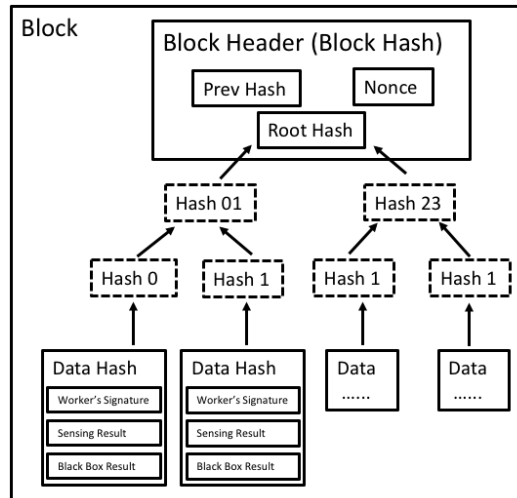 Block
Block Header (Block Hash)
Prev Hash
Nonce
Root Hash
Hash 01
Hash 23
Hash 0
Hash 1
Hash 1
Hash 1
Data Hash
Worker's Signature
Sensing Result
Black Box Result
Data Hash
Worker's Signature
Sensing Result
Black Box Result
Data
......
Data
......